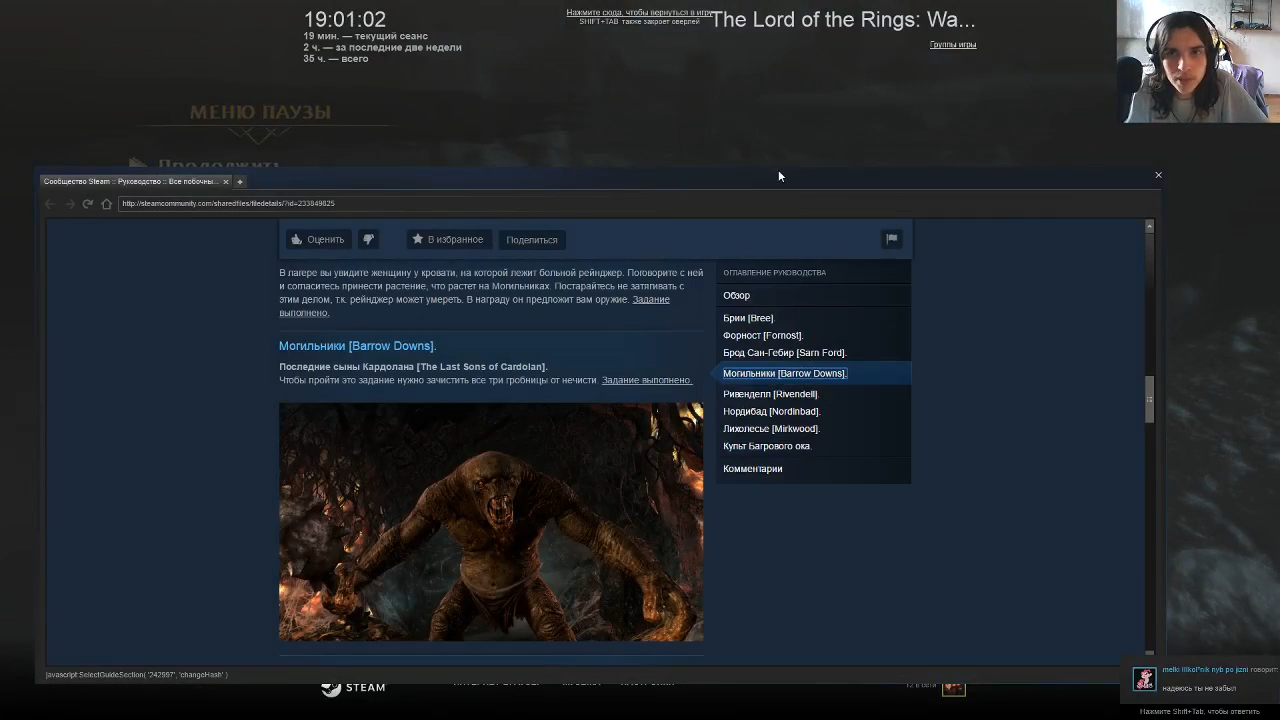 19:01:02
19 мин. — текущий сеанс
2 ч. — за последние две недели
35 ч. — всего
Нажмите сюда, чтобы вернуться в игру
SHIFT+TAB также закроет оверлей
The Lord of the Rings: Wa...
Группы игры
МЕНЮ ПАУЗЫ
Сообщество Steam :: Руководство :: Все побочны...
http://steamcommunity.com/sharedfiles/filedetails/?id=233849825
Оценить
В избранное
Поделиться
В лагере вы увидите женщину у кровати, на которой лежит больной рейнджер. Поговорите с ней
и согласитесь принести растение, что растет на Могильниках. Постарайтесь не затягивать с
этим делом, т.к. рейнджер может умереть. В награду он предложит вам оружие. Задание
выполнено.
Могильники [Barrow Downs].
Последние сыны Кардолана [The Last Sons of Cardolan].
Чтобы пройти это задание нужно зачистить все три гробницы от нечисти. Задание выполнено.
ОГЛАВЛЕНИЕ РУКОВОДСТВА
Обзор
Брии [Bree].
Форност [Fornost].
Брод Сан-Гебир [Sarn Ford].
Могильники [Barrow Downs].
Ривенделл [Rivendell].
Нордибад [Nordinbad].
Лихолесье [Mirkwood].
Культ Багрового ока.
Комментарии
javascript:SelectGuideSection( '242997', 'changeHash' )
STEAM
melki
nyb po jizni говорит:
надеюсь ты не забыл
Нажмите Shift+Tab, чтобы ответить